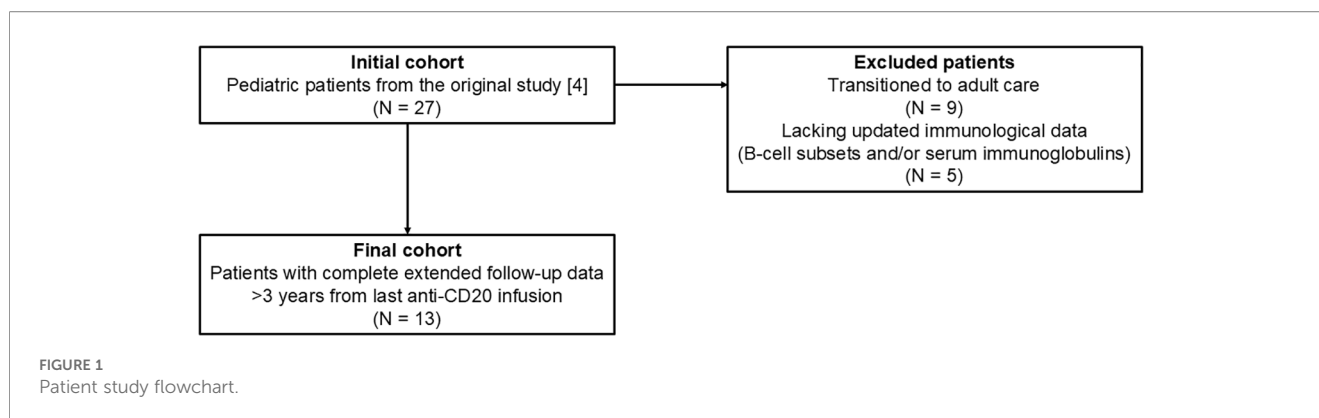 Initial cohort
Pediatric patients from the original study [4]
(N = 27)
Excluded patients
Transitioned to adult care
(N = 9)
Lacking updated immunological data
(B-cell subsets and/or serum immunoglobulins)
(N = 5)
Final cohort
Patients with complete extended follow-up data
>3 years from last anti-CD20 infusion
(N = 13)
FIGURE 1
Patient study flowchart.